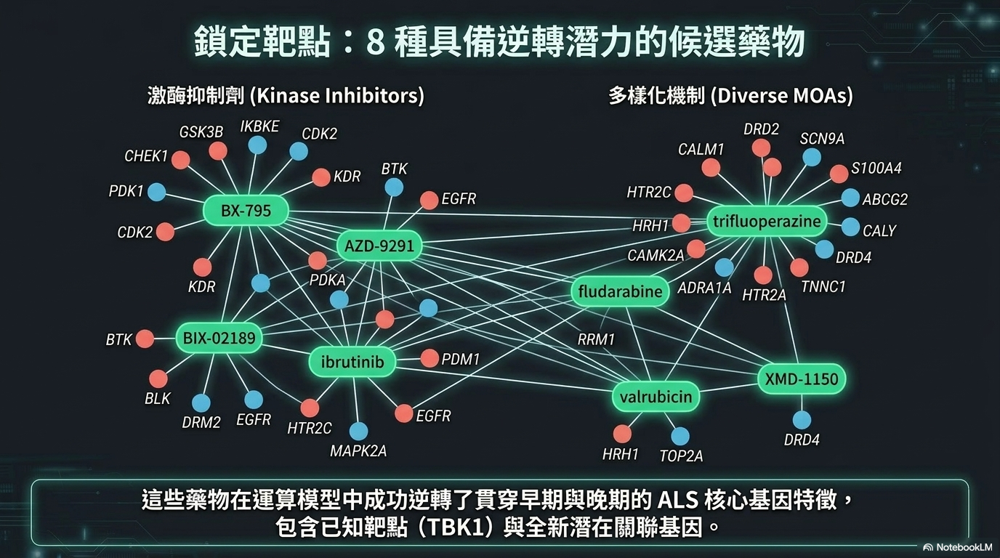 鎖定靶點：8 種具備逆轉潛力的候選藥物
激酶抑制劑 (Kinase Inhibitors)
多樣化機制 (Diverse MOAs)
IKBKE
GSK3B
CDK2
CHEK1
KDR
PDK1
BX-795
CDK2
KDR
BTK
EGFR
AZD-9291
PDKA
BTK
BIX-02189
BLK
DRM2
EGFR
ibrutinib
PDM1
HTR2C
MAPK2A
EGFR
DRD2
SCN9A
CALM1
S100A4
HTR2C
ABCG2
HRH1
trifluoperazine
CALY
CAMK2A
DRD4
ADRA1A
HTR2A
TNNC1
fludarabine
RRM1
valrubicin
XMD-1150
HRH1
TOP2A
DRD4
這些藥物在運算模型中成功逆轉了貫穿早期與晚期的 ALS 核心基因特徵，
包含已知靶點（TBK1）與全新潛在關聯基因。
NotebookLM